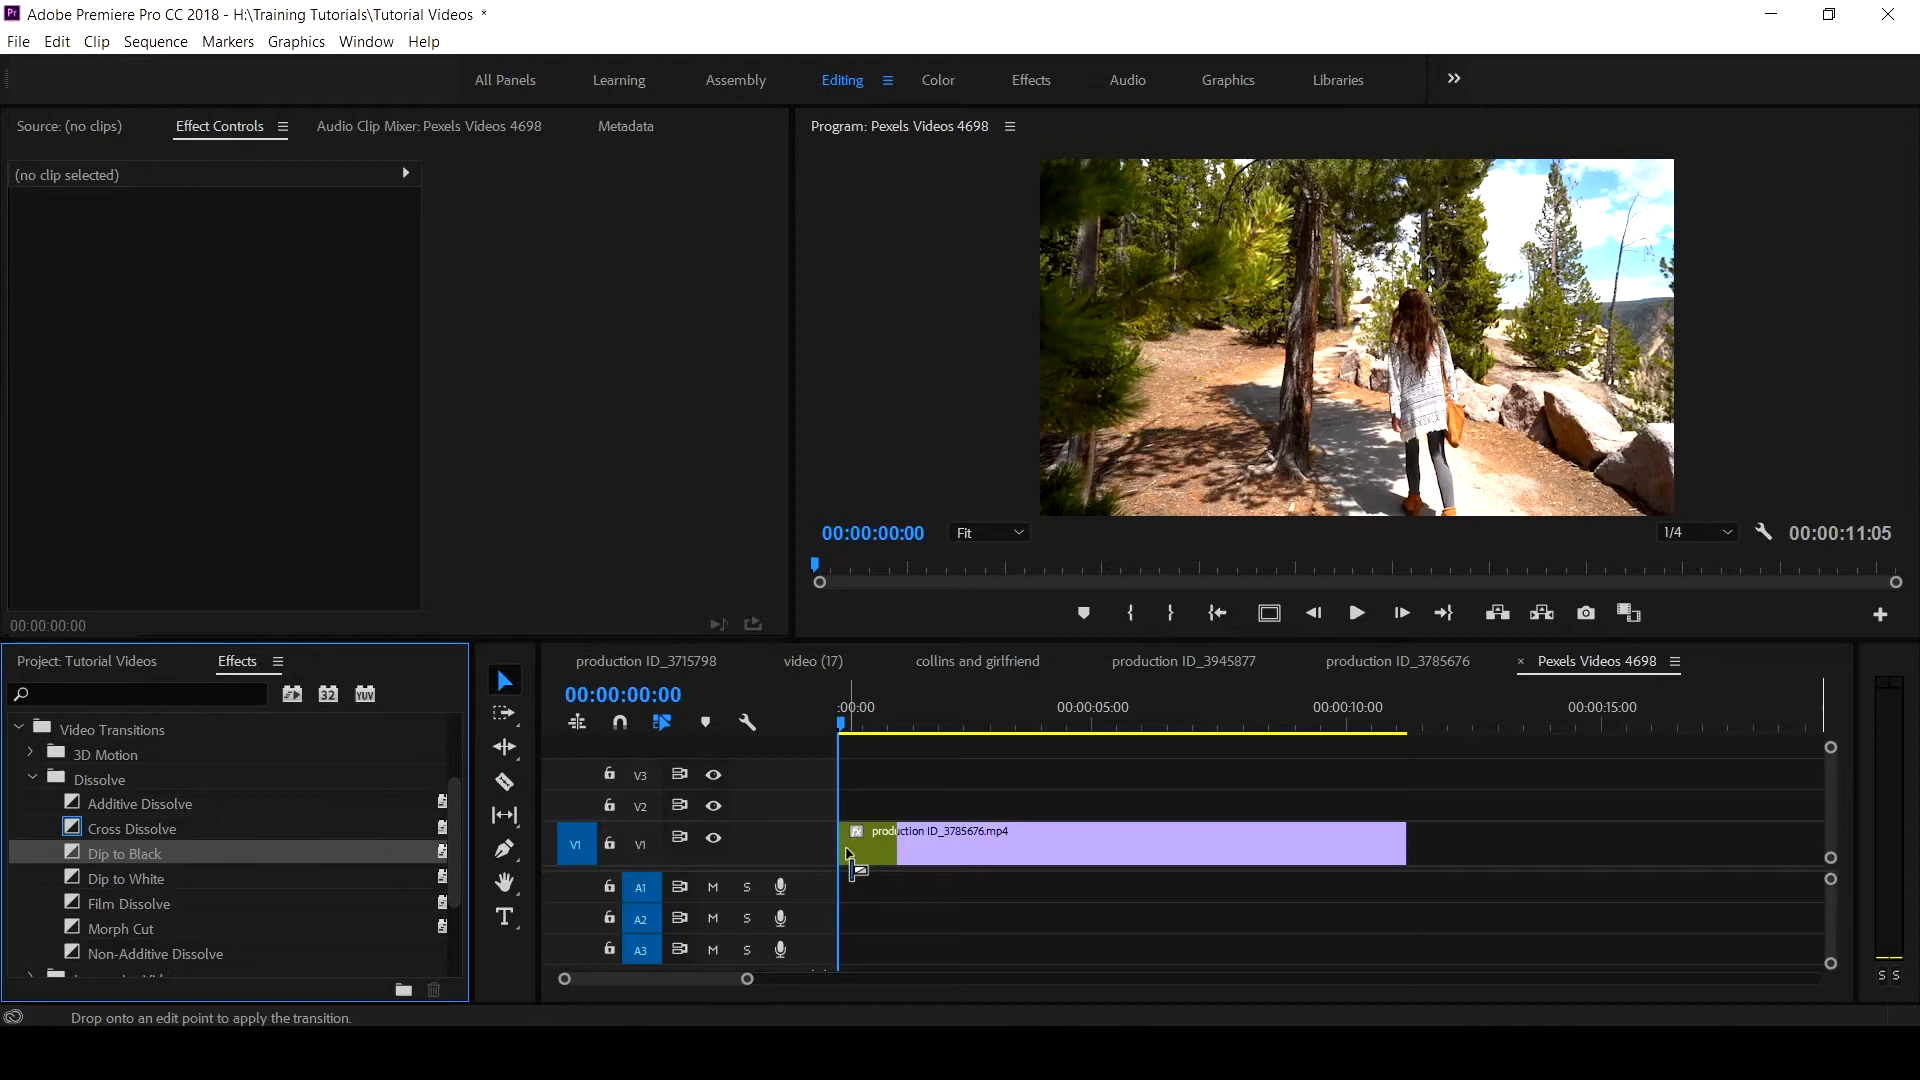 Pr Adobe Premiere Pro CC 2018 - H:\Training Tutorials\Tutorial Videos *
File Edit Clip Sequence Markers Graphics Window Help
All Panels Learning Assembly Editing Color Effects Audio Graphics Libraries
Source: (no clips) Effect Controls Audio Clip Mixer: Pexels Videos 4698 Metadata
Program: Pexels Videos 4698
(no clip selected)
00:00:00:00 Fit 1/4 00:00:11:05
00:00:00:00
Project: Tutorial Videos Effects
32 YUV
Video Transitions
3D Motion
Dissolve
Additive Dissolve
Cross Dissolve
Dip to Black
Dip to White
Film Dissolve
Morph Cut
Non-Additive Dissolve
T
production ID_3715798 video (17) collins and girlfriend production ID_3945877 production ID_3785676 × Pexels Videos 4698
00:00:00:00
:00:00 00:00:05:00 00:00:10:00 00:00:15:00
V3
V2
V1 V1 fx production ID_3785676.mp4
A1 M S
A2 M S
A3 M S
S S
Drop onto an edit point to apply the transition.